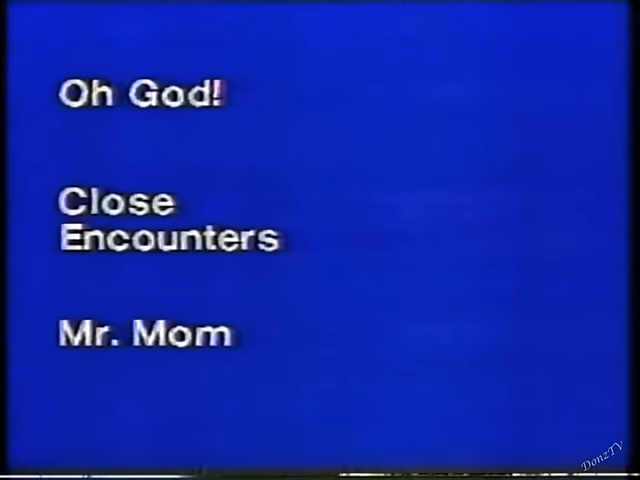 Oh God!
Close
Encounters
Mr. Mom
DonzTV